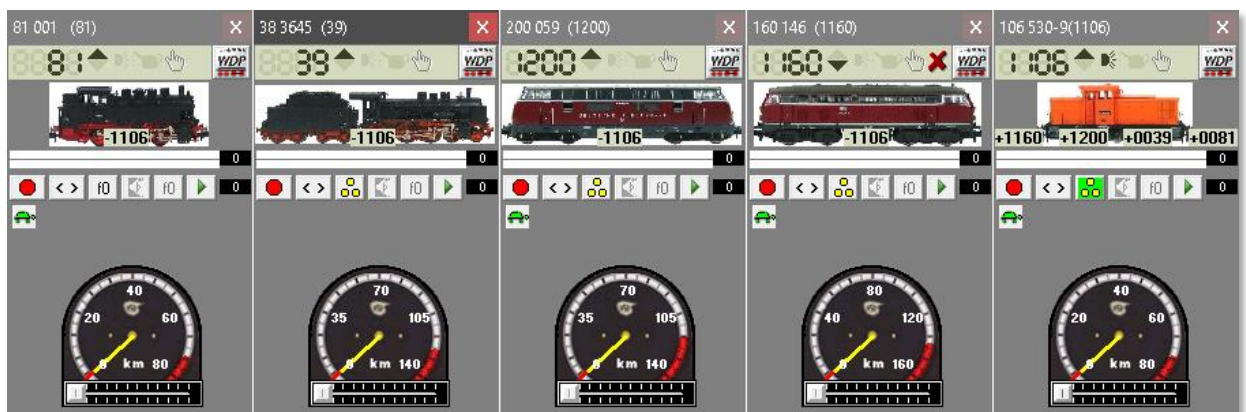 81 001 (81)
81
WDP
-1106
0
< > f0 f0 0
40
20 60
0 km 80
38 3645 (39)
39
WDP
-1106
0
< > f0 0
70
35 105
0 km 140
200 059 (1200)
1200
WDP
-1106
0
< > f0 0
70
35 105
0 km 140
160 146 (1160)
1160
WDP
-1106
0
< > f0 0
80
40 120
0 km 160
106 530-9(1106)
1106
WDP
+1160 +1200 +0039 +0081
0
< > f0 0
40
20 60
0 km 80